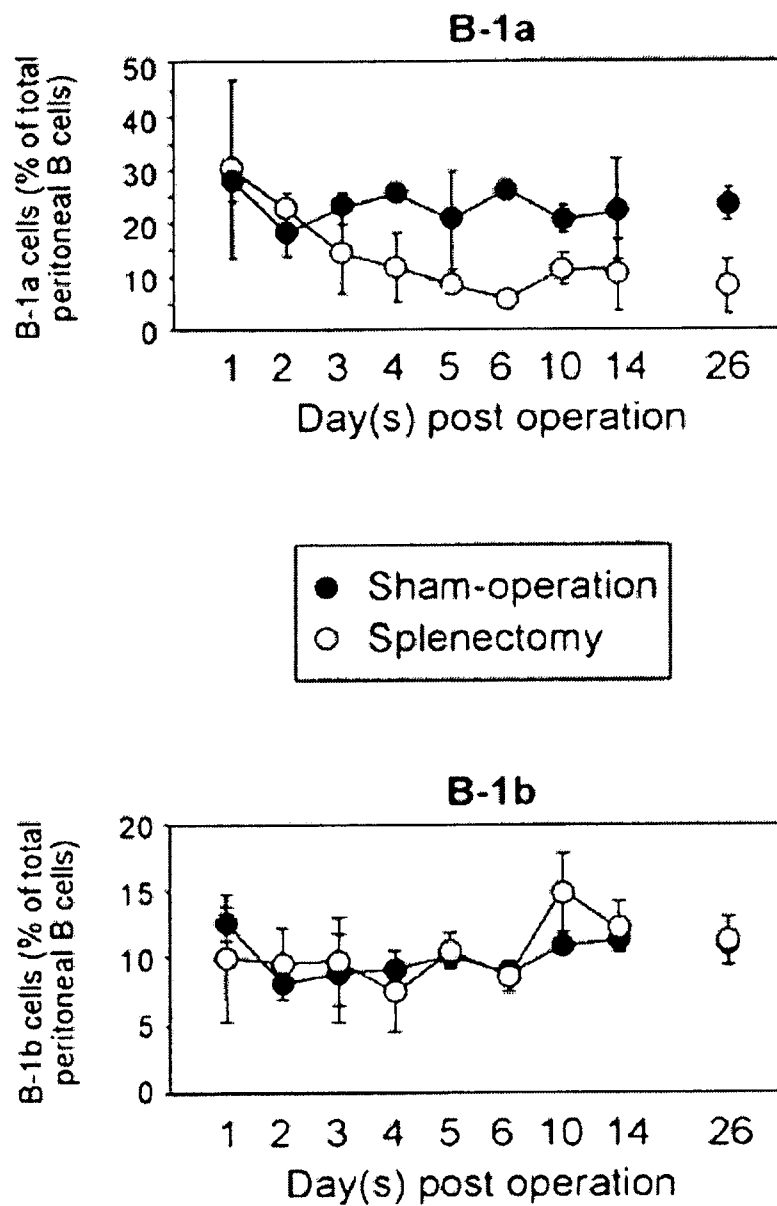 B-1a
B-1a cells (% of total
peritoneal B cells)
50
40
30
20
10
0
1 2 3 4 5 6 10 14 26
Day(s) post operation
Sham-operation
Splenectomy
B-1b
B-1b cells (% of total
peritoneal B cells)
20
15
10
5
0
1 2 3 4 5 6 10 14 26
Day(s) post operation